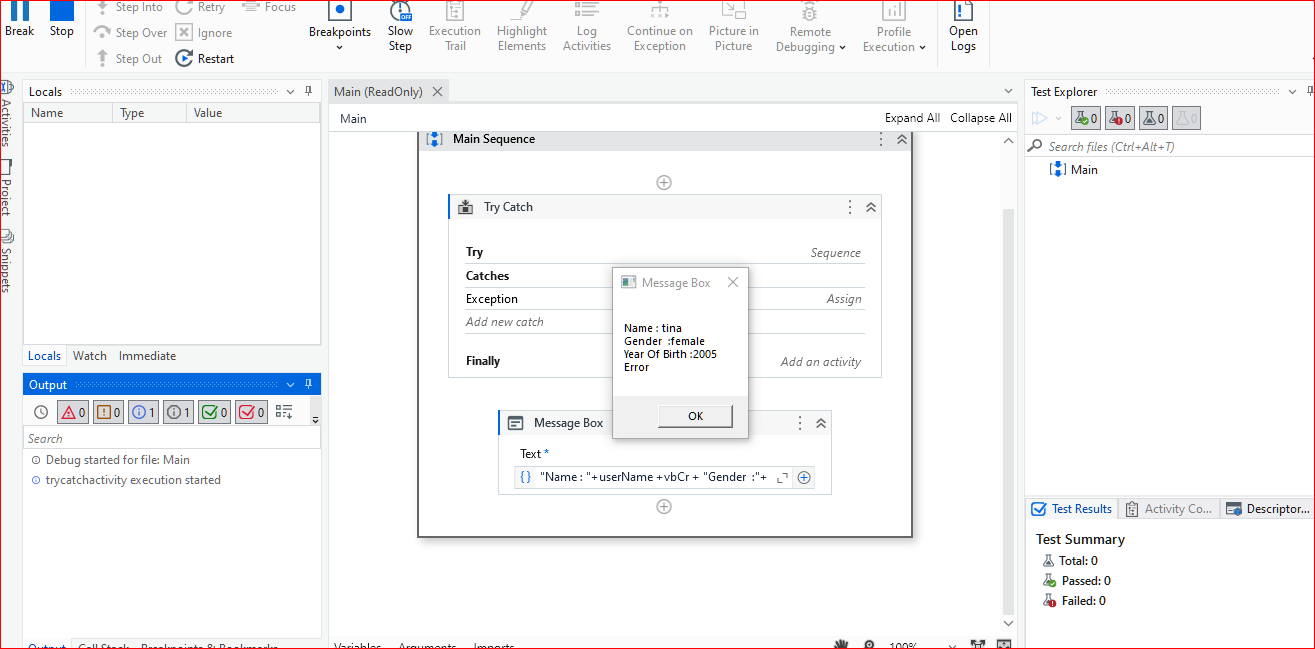 Step Into
Retry
Focus
Break
Stop
Step Over
Ignore
Step Out
Restart
Breakpoints
Slow
Step
OFF
Execution
Trail
Highlight
Elements
Log
Activities
Continue on
Exception
Picture in
Picture
Remote
Debugging
Profile
Execution
Open
Logs
Activities
Project
Snippets
Locals
Name Type Value
Locals Watch Immediate
Output
0 0 1 1 0 0
Search
Debug started for file: Main
trycatchactivity execution started
Output Call Stack Breakpoints & Bookmarks
Main (ReadOnly)
Main
Expand All Collapse All
Main Sequence
Try Catch
Try Sequence
Catches
Exception Assign
Add new catch
Finally Add an activity
Message Box
Name : tina
Gender :female
Year Of Birth :2005
Error
OK
Message Box
Text *
{} "Name : "+userName +vbCr + "Gender :"+
Variables Arguments Imports
100%
Test Explorer
0 0 0 0
Search files (Ctrl+Alt+T)
Main
Test Results Activity Co... Descriptor...
Test Summary
Total: 0
Passed: 0
Failed: 0